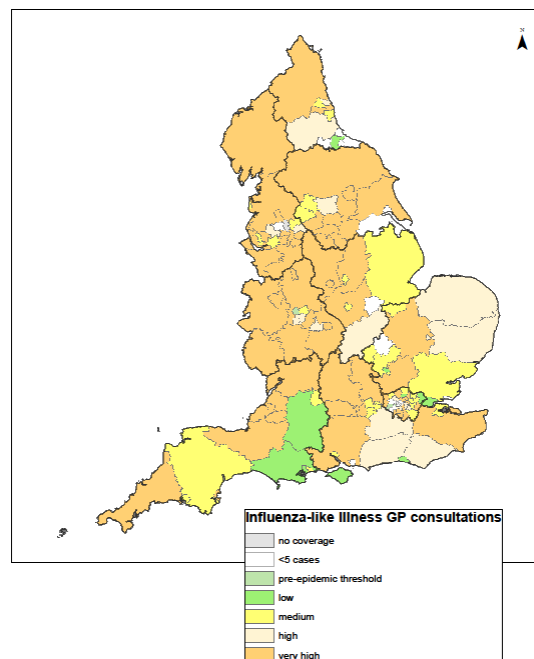 N
Influenza-like Illness GP consultations
no coverage
<5 cases
pre-epidemic threshold
low
medium
high
very high